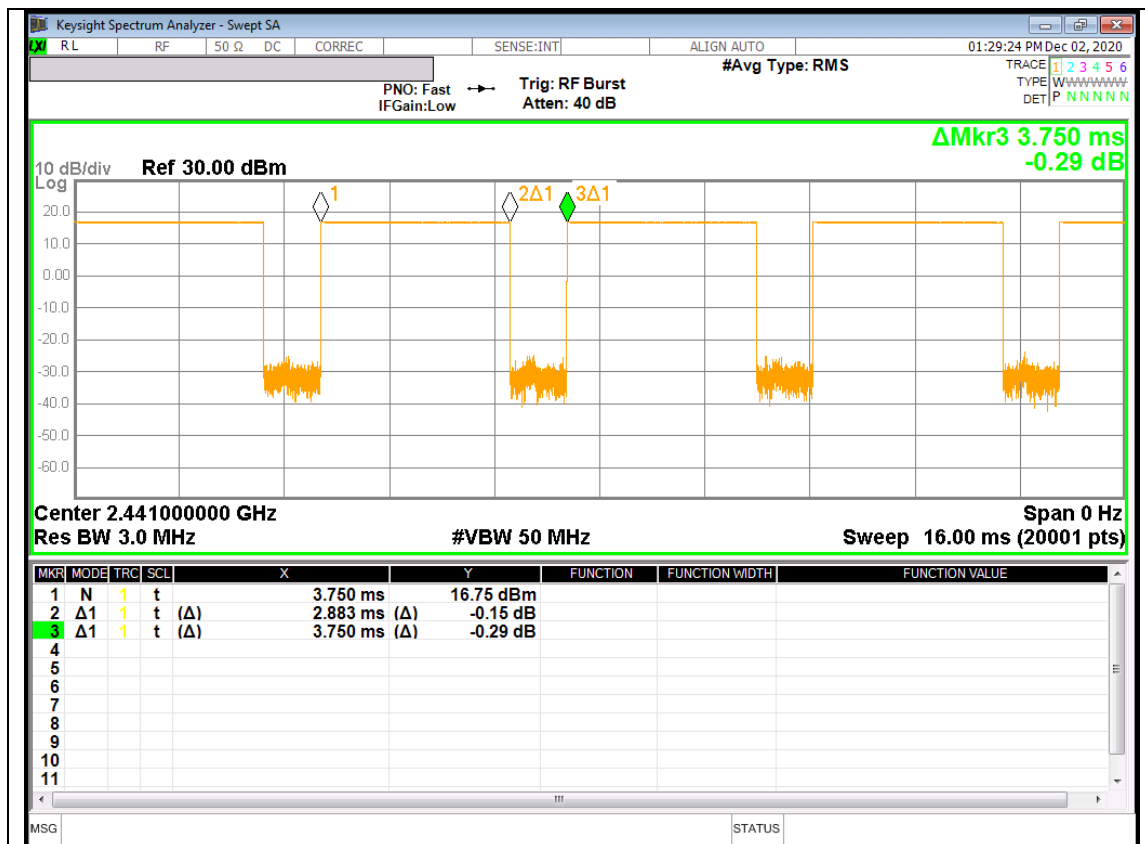 Keysight Spectrum Analyzer - Swept SA
LXI RL RF 50 Ω DC CORREC SENSE:INT ALIGN AUTO 01:29:24 PM Dec 02, 2020
#Avg Type: RMS TRACE 1 2 3 4 5 6
PNO: Fast Trig: RF Burst TYPE WWWWWWW
IFGain:Low Atten: 40 dB DET P N N N N N
ΔMkr3 3.750 ms
10 dB/div Ref 30.00 dBm -0.29 dB
Log
1 2Δ1 3Δ1
20.0
10.0
0.00
-10.0
-20.0
-30.0
-40.0
-50.0
-60.0
Center 2.441000000 GHz Span 0 Hz
Res BW 3.0 MHz #VBW 50 MHz Sweep 16.00 ms (20001 pts)
MKR MODE TRC SCL X Y FUNCTION FUNCTION WIDTH FUNCTION VALUE
1 N 1 t 3.750 ms 16.75 dBm
2 Δ1 1 t (Δ) 2.883 ms (Δ) -0.15 dB
3 Δ1 1 t (Δ) 3.750 ms (Δ) -0.29 dB
4
5
6
7
8
9
10
11
MSG STATUS